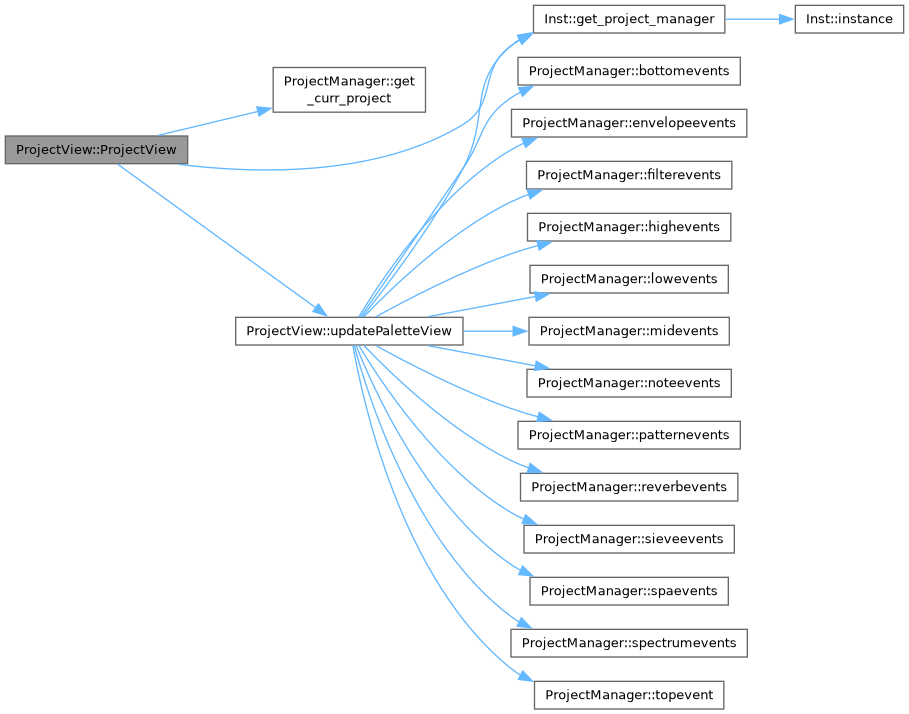 ProjectView::ProjectView
ProjectManager::get
_curr_project
ProjectView::updatePaletteView
Inst::get_project_manager
Inst::instance
ProjectManager::bottomevents
ProjectManager::envelopeevents
ProjectManager::filterevents
ProjectManager::highevents
ProjectManager::lowevents
ProjectManager::midevents
ProjectManager::noteevents
ProjectManager::patternevents
ProjectManager::reverbevents
ProjectManager::sieveevents
ProjectManager::spaevents
ProjectManager::spectrumevents
ProjectManager::topevent